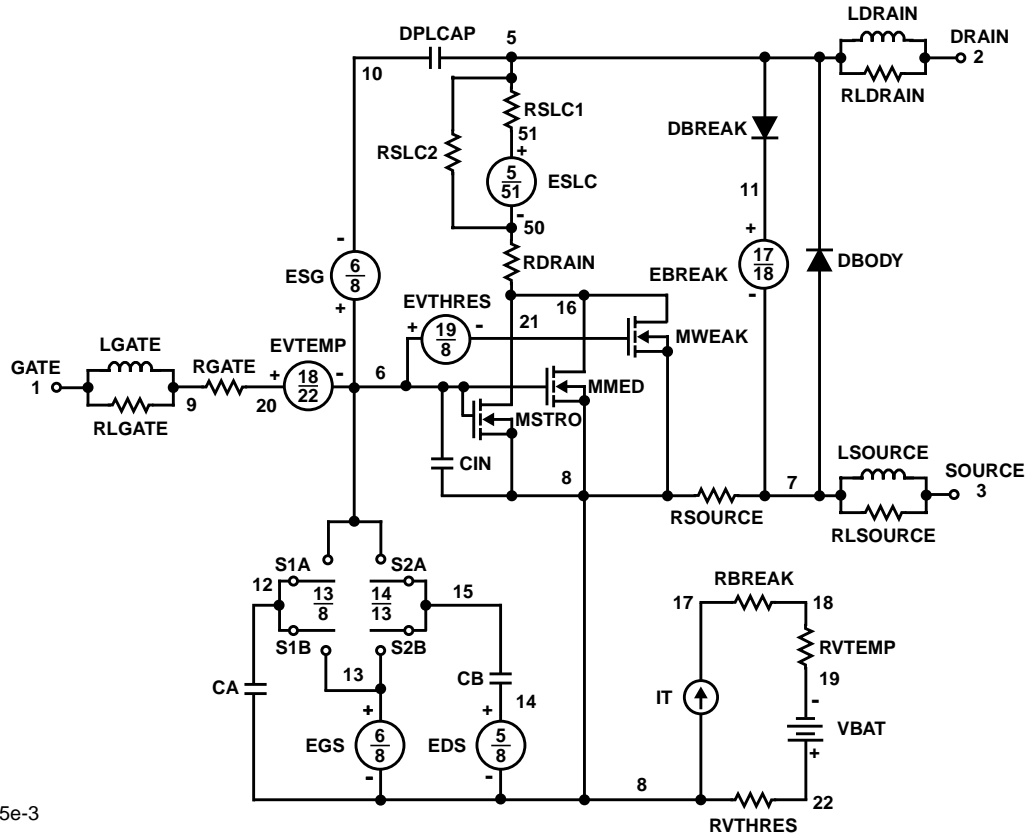 LDRAIN
DPLCAP 5 DRAIN
10 2
RSLC1 RLDRAIN
51 DBREAK
RSLC2 +
5
51 ESLC 11
-
50
- + 17
18
ESG 6
8 RDRAIN EBREAK DBODY
+ EVTHRES 16 -
+ 19
8 - 21 MWEAK
LGATE EVTEMP
GATE
1 RGATE + 18
22 - 6 MMED
9 20 MSTRO
RLGATE
CIN 8 7 LSOURCE SOURCE
3
RSOURCE RLSOURCE
S1A S2A
12 13
8 14
13 15 RBREAK
17 18
S1B S2B RVTEMP
13 CB 19
CA 14 IT -
+ + VBAT
EGS 6
8 EDS 5
8 +
- - 8 22
5e-3
RVTHRES